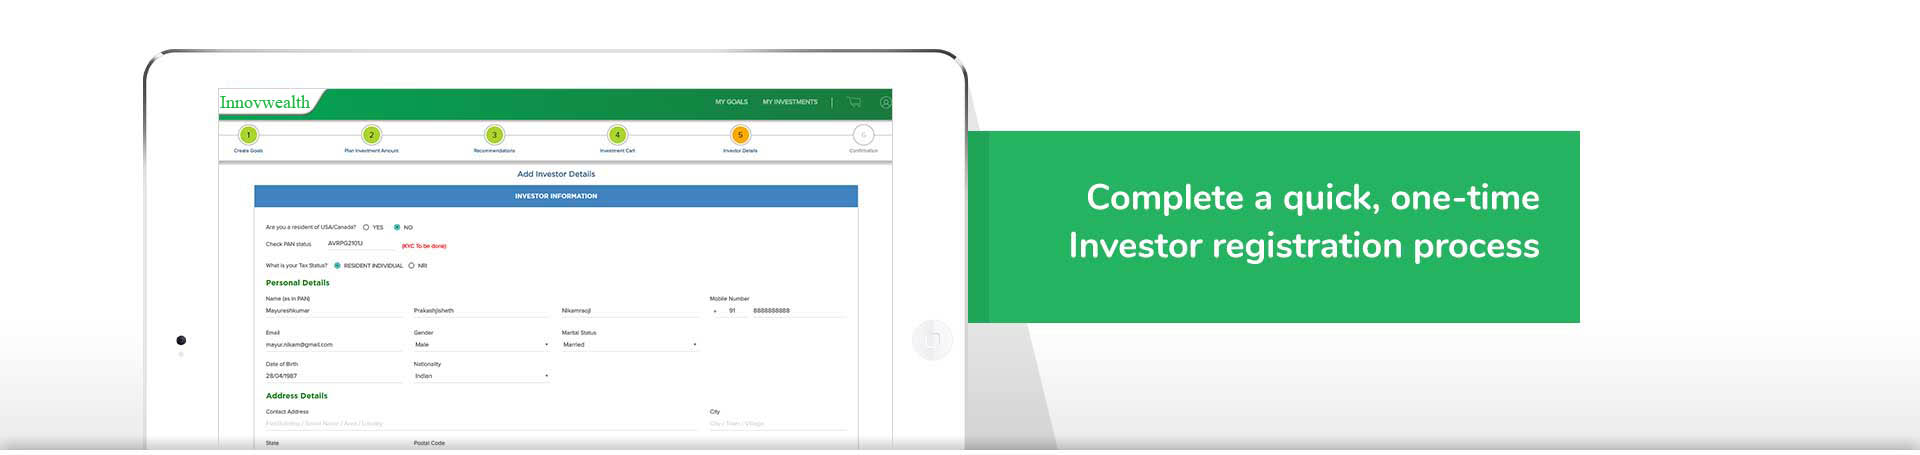 Innovwealth
MY GOALS MY INVESTMENTS
1 2 3 4 5 6
Create Goals Plan Investment Amount Recommendations Investment Cart Investor Details Confirmation
Add Investor Details
INVESTOR INFORMATION
Are you a resident of USA/Canada? YES NO
Check PAN status AVRPG2101J (KYC To be done)
What is your Tax Status? RESIDENT INDIVIDUAL NRI
Personal Details
Name (as in PAN) Mobile Number
Mayureshkumar Prakashjisheth Nikamraoji + 91 8888888888
Email Gender Marital Status
mayur.nikam@gmail.com Male Married
Date of Birth Nationality
28/04/1987 Indian
Address Details
Contact Address City
Flat/Building / Street Name / Area / Locality City / Town / Village
State Postal Code
Complete a quick, one-time
Investor registration process